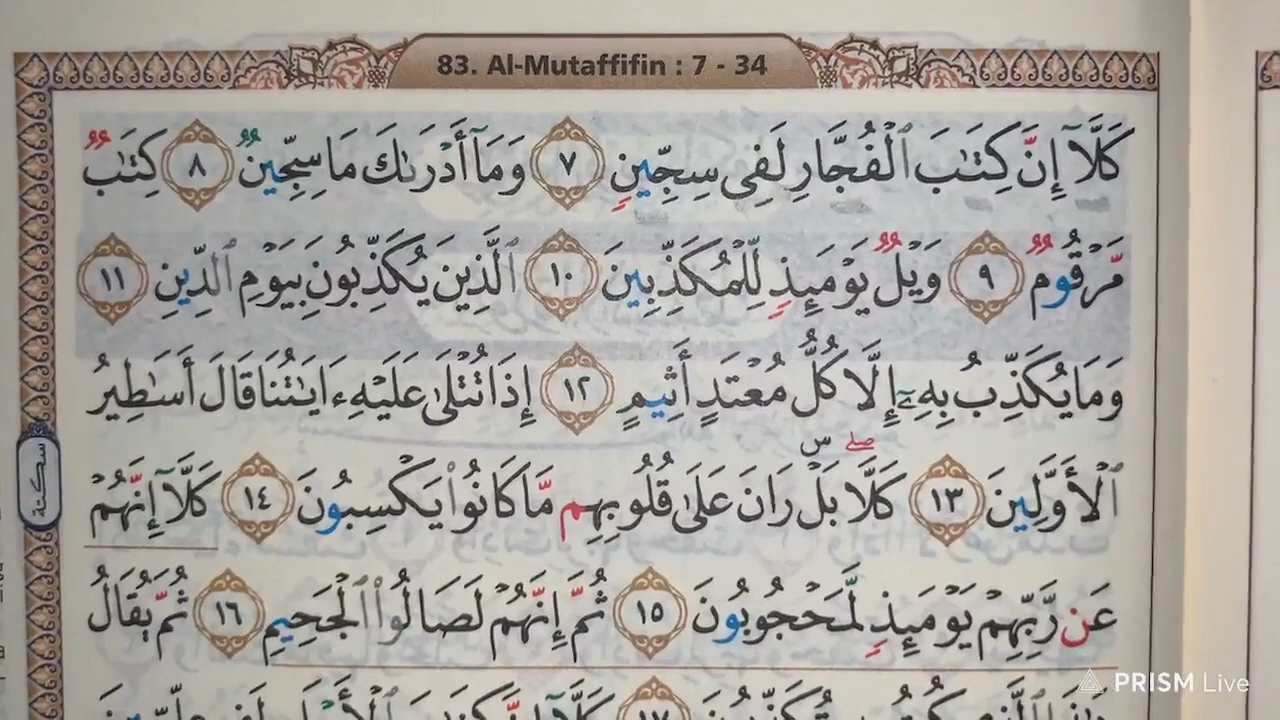 83. Al-Mutaffifin : 7 - 34
كَلَّآ إِنَّ كِتَٰبَ ٱلْفُجَّارِ لَفِى سِجِّينٍ ٧ وَمَآ أَدْرَىٰكَ مَا سِجِّينٌ ٨ كِتَٰبٌ
مَّرْقُومٌ ٩ وَيْلٌ يَوْمَئِذٍ لِّلْمُكَذِّبِينَ ١٠ ٱلَّذِينَ يُكَذِّبُونَ بِيَوْمِ ٱلدِّينِ ١١
وَمَا يُكَذِّبُ بِهِۦٓ إِلَّا كُلُّ مُعْتَدٍ أَثِيمٍ ١٢ إِذَا تُتْلَىٰ عَلَيْهِ ءَايَٰتُنَا قَالَ أَسَٰطِيرُ
ٱلْأَوَّلِينَ ١٣ كَلَّا ۖ بَلْ ۜ رَانَ عَلَىٰ قُلُوبِهِم مَّا كَانُوا۟ يَكْسِبُونَ ١٤ كَلَّآ إِنَّهُمْ
سكتة
عَن رَّبِّهِمْ يَوْمَئِذٍ لَّمَحْجُوبُونَ ١٥ ثُمَّ إِنَّهُمْ لَصَالُوا۟ ٱلْجَحِيمِ ١٦ ثُمَّ يُقَالُ
PRISM Live